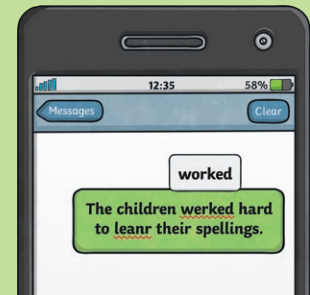 12:35 58%
Messages Clear
worked
The children werked hard
to leanr their spellings.